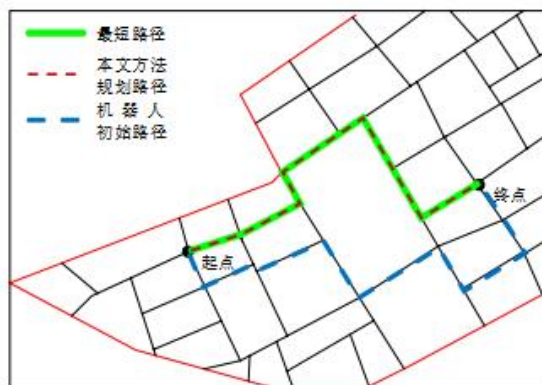 最短路径
本文方法
规划路径
机 器 人
初始路径
终点
起点